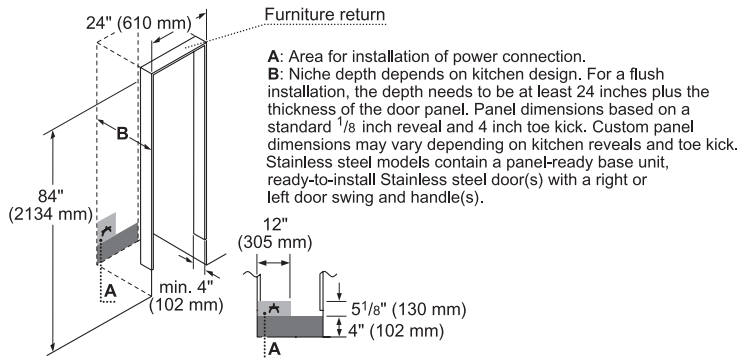 24" (610 mm)
Furniture return
A: Area for installation of power connection.
B: Niche depth depends on kitchen design. For a flush
installation, the depth needs to be at least 24 inches plus the
thickness of the door panel. Panel dimensions based on a
standard 1/8 inch reveal and 4 inch toe kick. Custom panel
dimensions may vary depending on kitchen reveals and toe kick.
Stainless steel models contain a panel-ready base unit,
ready-to-install Stainless steel door(s) with a right or
left door swing and handle(s).
B
84"
(2134 mm)
A
min. 4"
(102 mm)
12"
(305 mm)
5 1/8" (130 mm)
4" (102 mm)
A